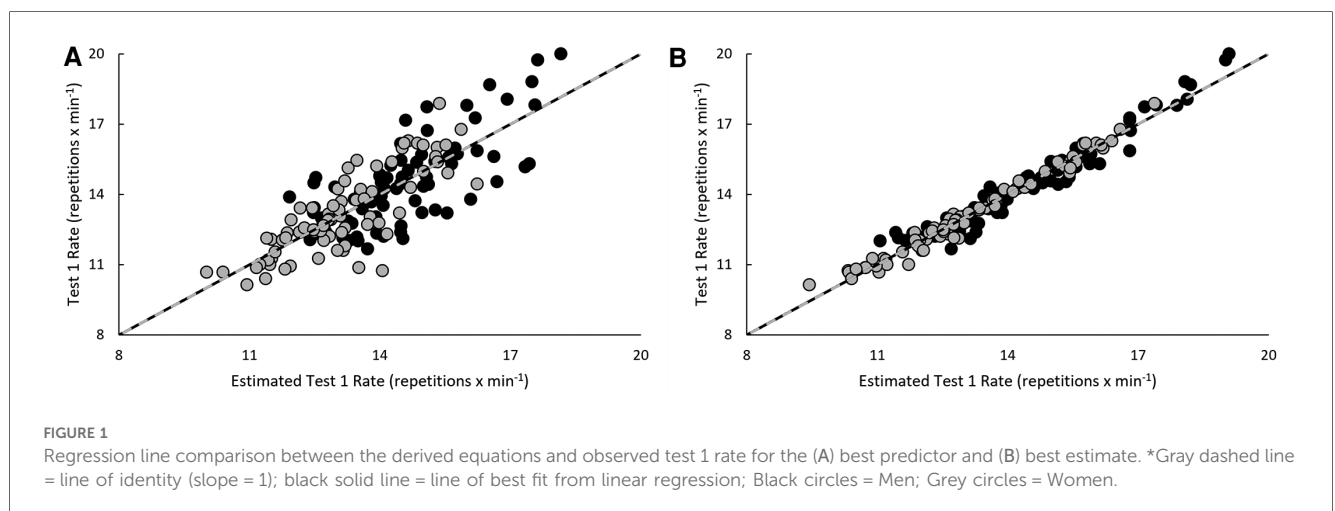 A
B
20
17
14
11
8
Test 1 Rate (repetitions x min-1)
8 11 14 17 20
Estimated Test 1 Rate (repetitions x min-1)
20
17
14
11
8
Test 1 Rate (repetitions x min-1)
8 11 14 17 20
Estimated Test 1 Rate (repetitions x min-1)
FIGURE 1
Regression line comparison between the derived equations and observed test 1 rate for the (A) best predictor and (B) best estimate. *Gray dashed line
= line of identity (slope = 1); black solid line = line of best fit from linear regression; Black circles = Men; Grey circles = Women.